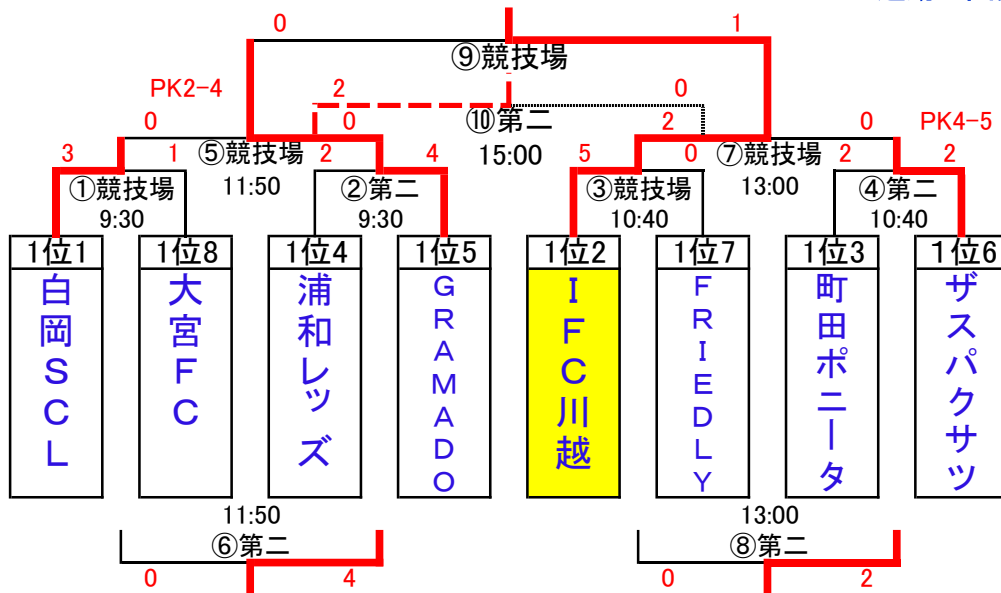 0 1
⑨競技場
PK2-4 2 0
0 0 ⑩第二 2 0 PK4-5
3 1 ⑤競技場 2 4 15:00 5 0 ⑦競技場 2 2
①競技場 11:50 ②第二 ③競技場 13:00 ④第二
9:30 9:30 10:40 10:40
1位1 1位8 1位4 1位5 1位2 1位7 1位3 1位6
白岡SCL
大宮FC
浦和レッズ
GRAMADO
IFC川越
FRIEDLY
町田ポニータ
ザスパクサツ
11:50 13:00
⑥第二 ⑧第二
0 4 0 2